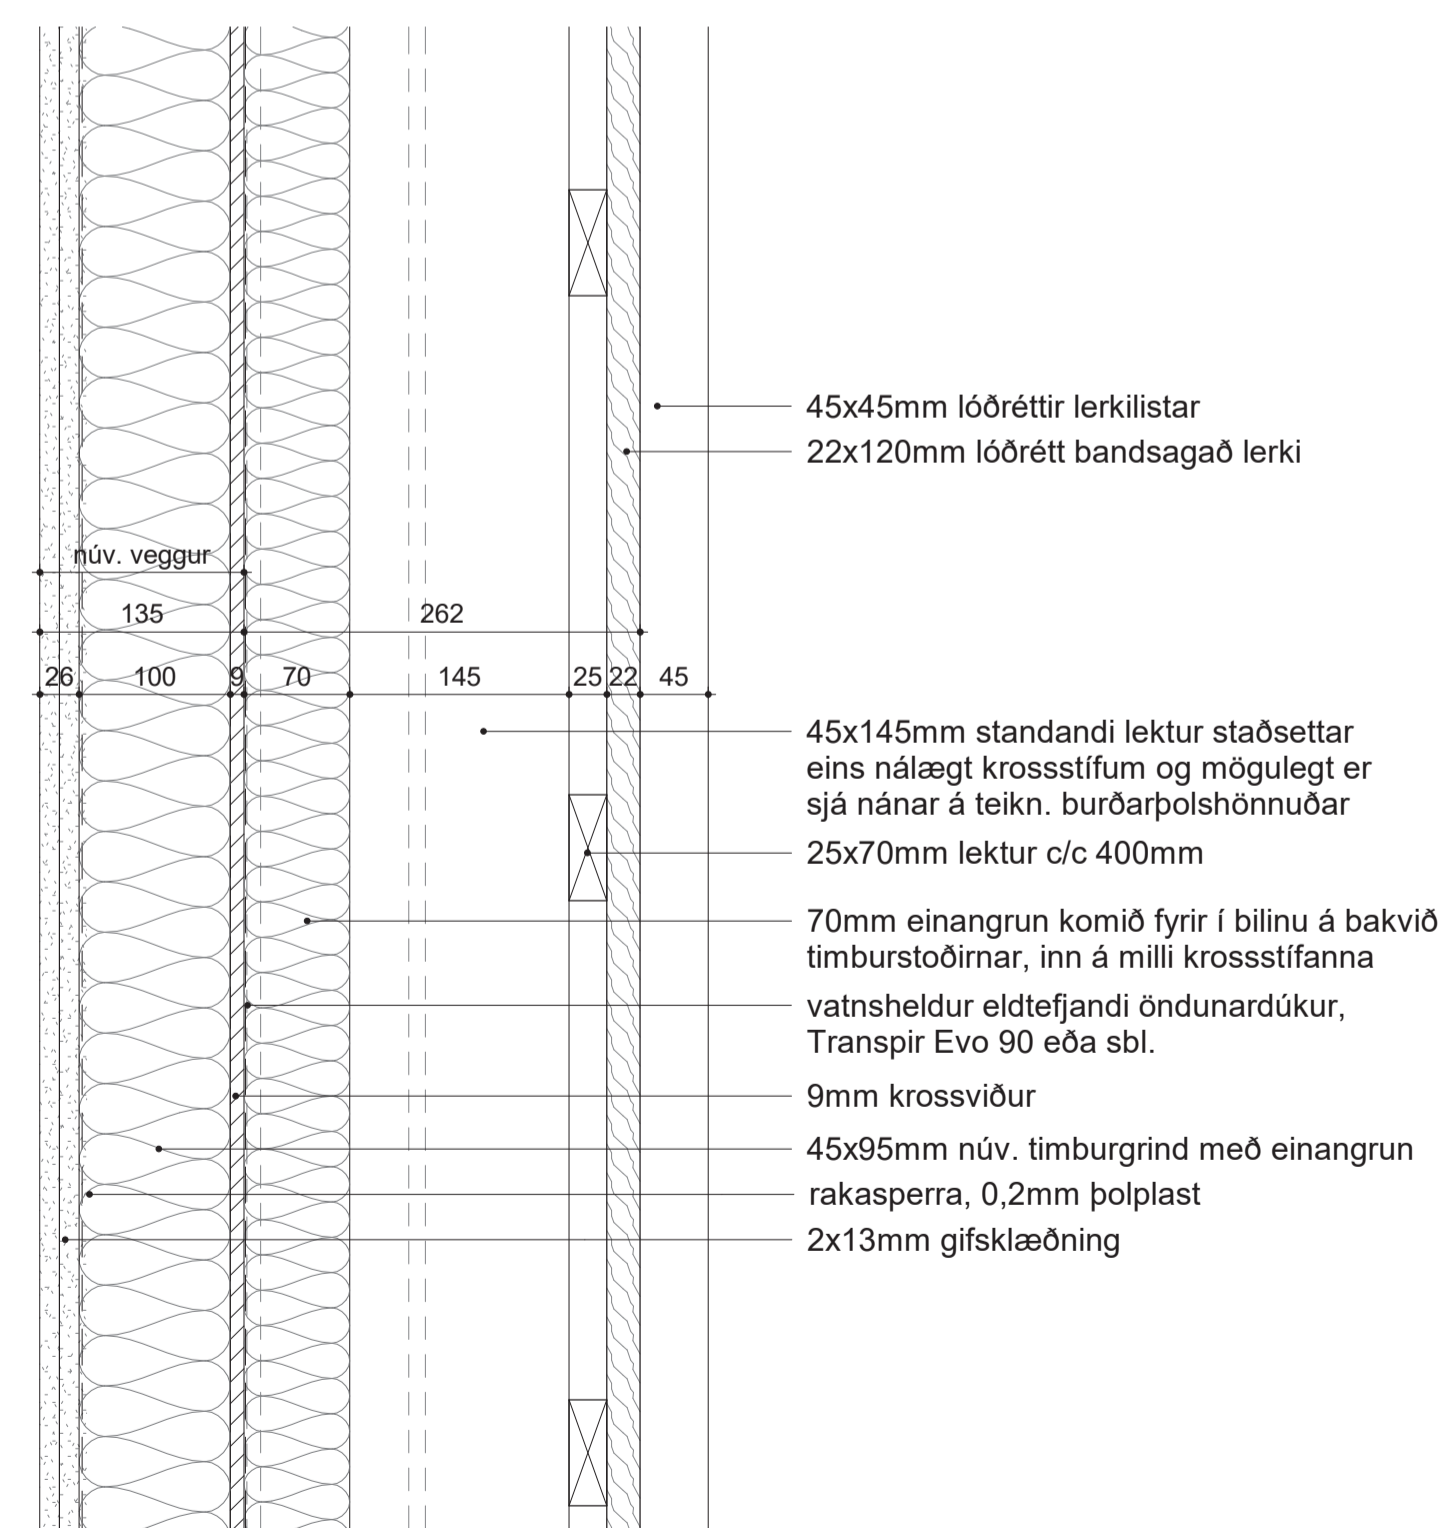 45x45mm lóðréttir lerkilistar
22x120mm lóðrétt bandsagað lerki
núv. veggur
135 262
26 100 9 70 145 25 22 45
45x145mm standandi lektur staðsettar
eins nálægt krossstífum og mögulegt er
sjá nánar á teikn. burðarþolshönnuðar
25x70mm lektur c/c 400mm
70mm einangrun komið fyrir í bilinu á bakvið
timburstoðirnar, inn á milli krossstífanna
vatnsheldur eldtefjandi öndunardúkur,
Transpir Evo 90 eða sbl.
9mm krossviður
45x95mm núv. timburgrind með einangrun
rakasperra, 0,2mm þolplast
2x13mm gifsklæðning